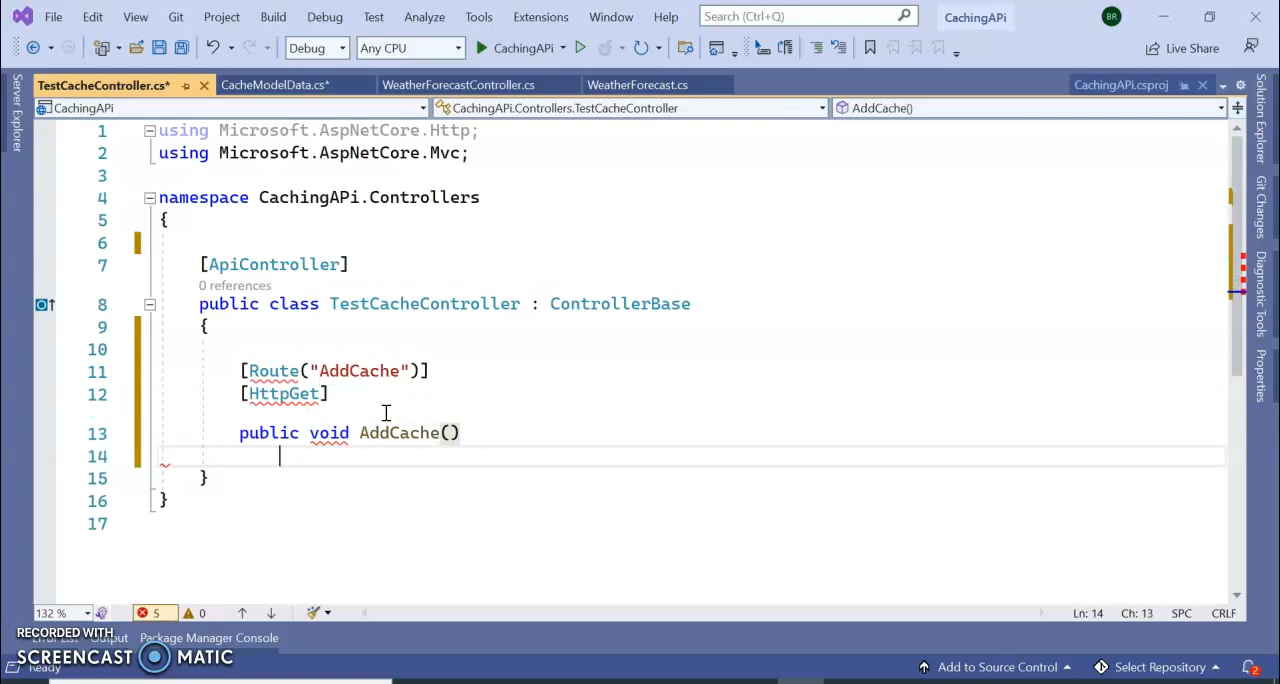 File Edit View Git Project Build Debug Test Analyze Tools Extensions Window Help Search (Ctrl+Q) CachingAPi BR
Debug Any CPU CachingAPi Live Share
TestCacheController.cs* CacheModelData.cs* WeatherForecastController.cs WeatherForecast.cs CachingAPi.csproj
CachingAPi CachingAPi.Controllers.TestCacheController AddCache()
Server Explorer
Solution Explorer
Git Changes
Diagnostic Tools
Properties
1 using Microsoft.AspNetCore.Http;
2 using Microsoft.AspNetCore.Mvc;
3
4 namespace CachingAPi.Controllers
5 {
6
7 [ApiController]
0 references
8 public class TestCacheController : ControllerBase
9 {
10
11 [Route("AddCache")]
12 [HttpGet]
13 public void AddCache()
14
15 }
16 }
17
132 % 5 0 Ln: 14 Ch: 13 SPC CRLF
Error List Output Package Manager Console
RECORDED WITH
SCREENCAST MATIC
Ready Add to Source Control Select Repository 2